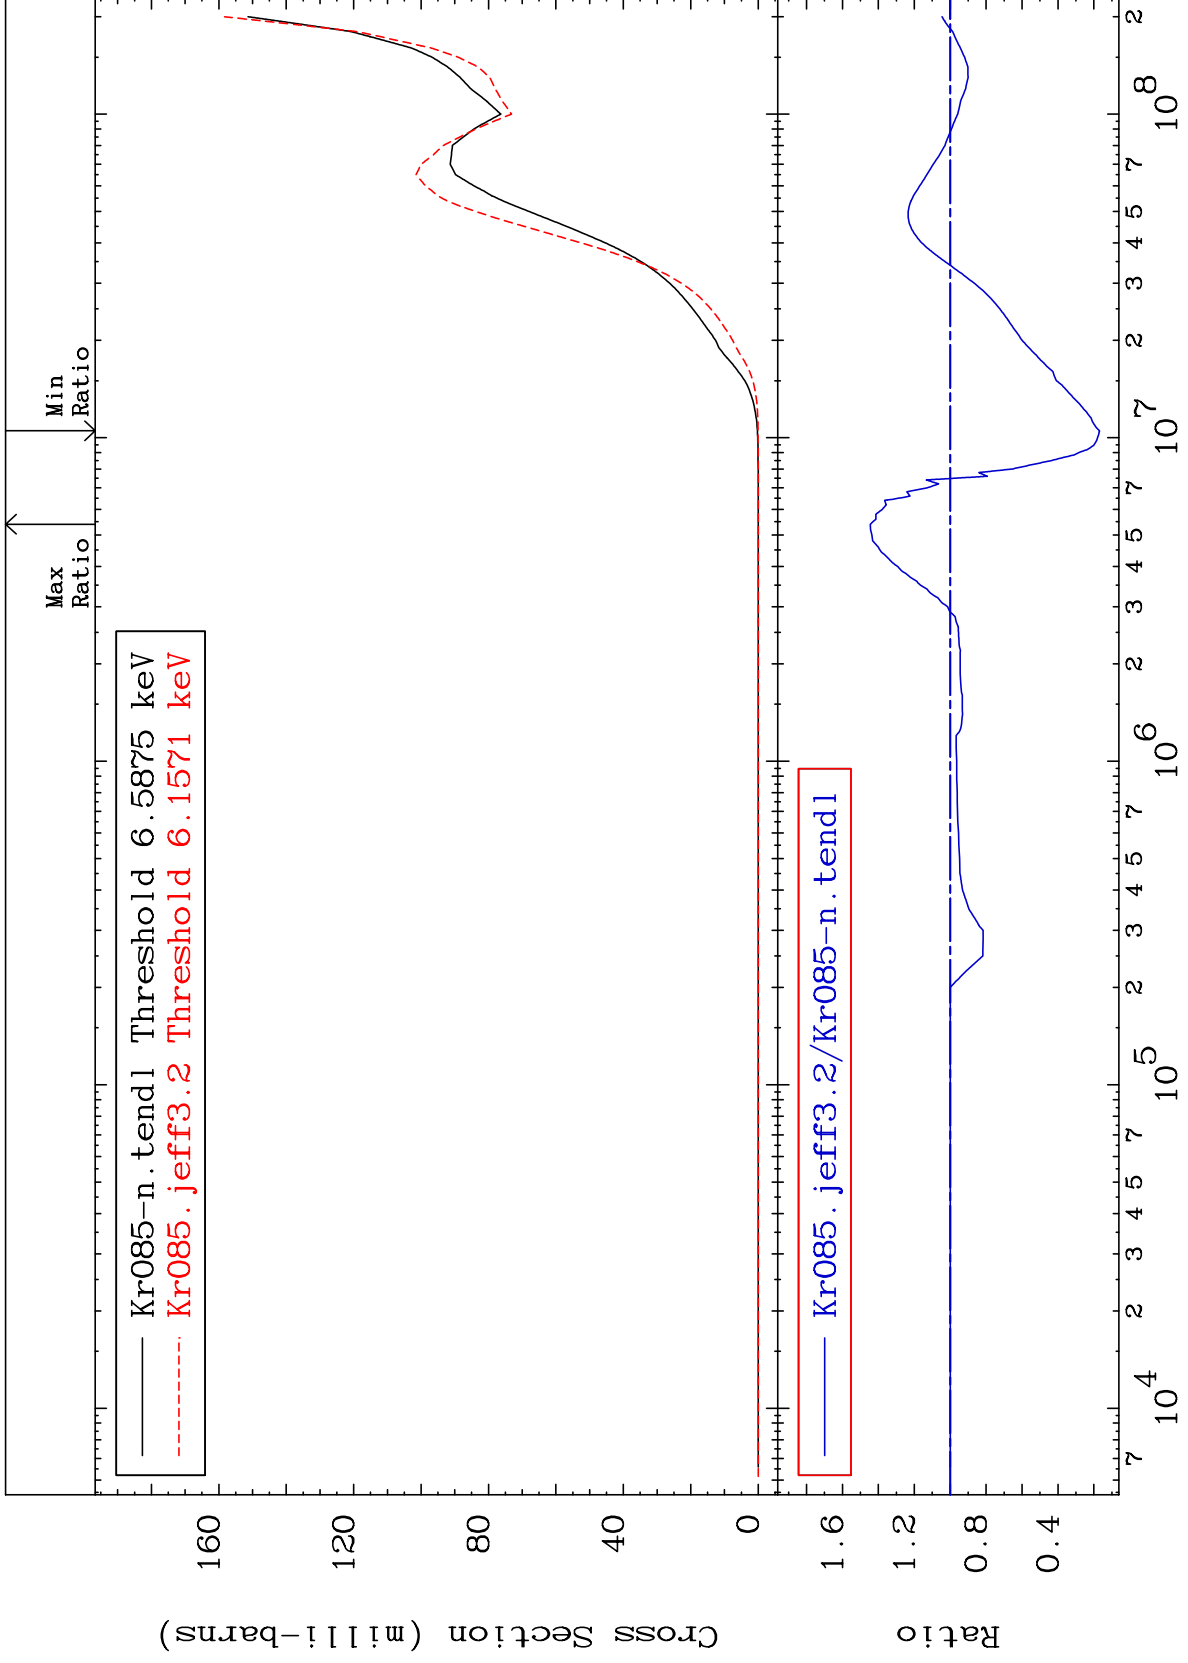 Max
Ratio
Min
Ratio
Kr085-n.tendl Threshold 6.5875 keV
Kr085.jeff3.2 Threshold 6.1571 keV
Cross Section (milli-barns)
160
120
80
40
0
Kr085.jeff3.2/Kr085-n.tendl
Ratio
1.6
1.2
0.8
0.4
7 2 3 4 5 7 2 3 4 5 7 2 3 4 5 7 2 3 4 5 7 2
10^4 10^5 10^6 10^7 10^8